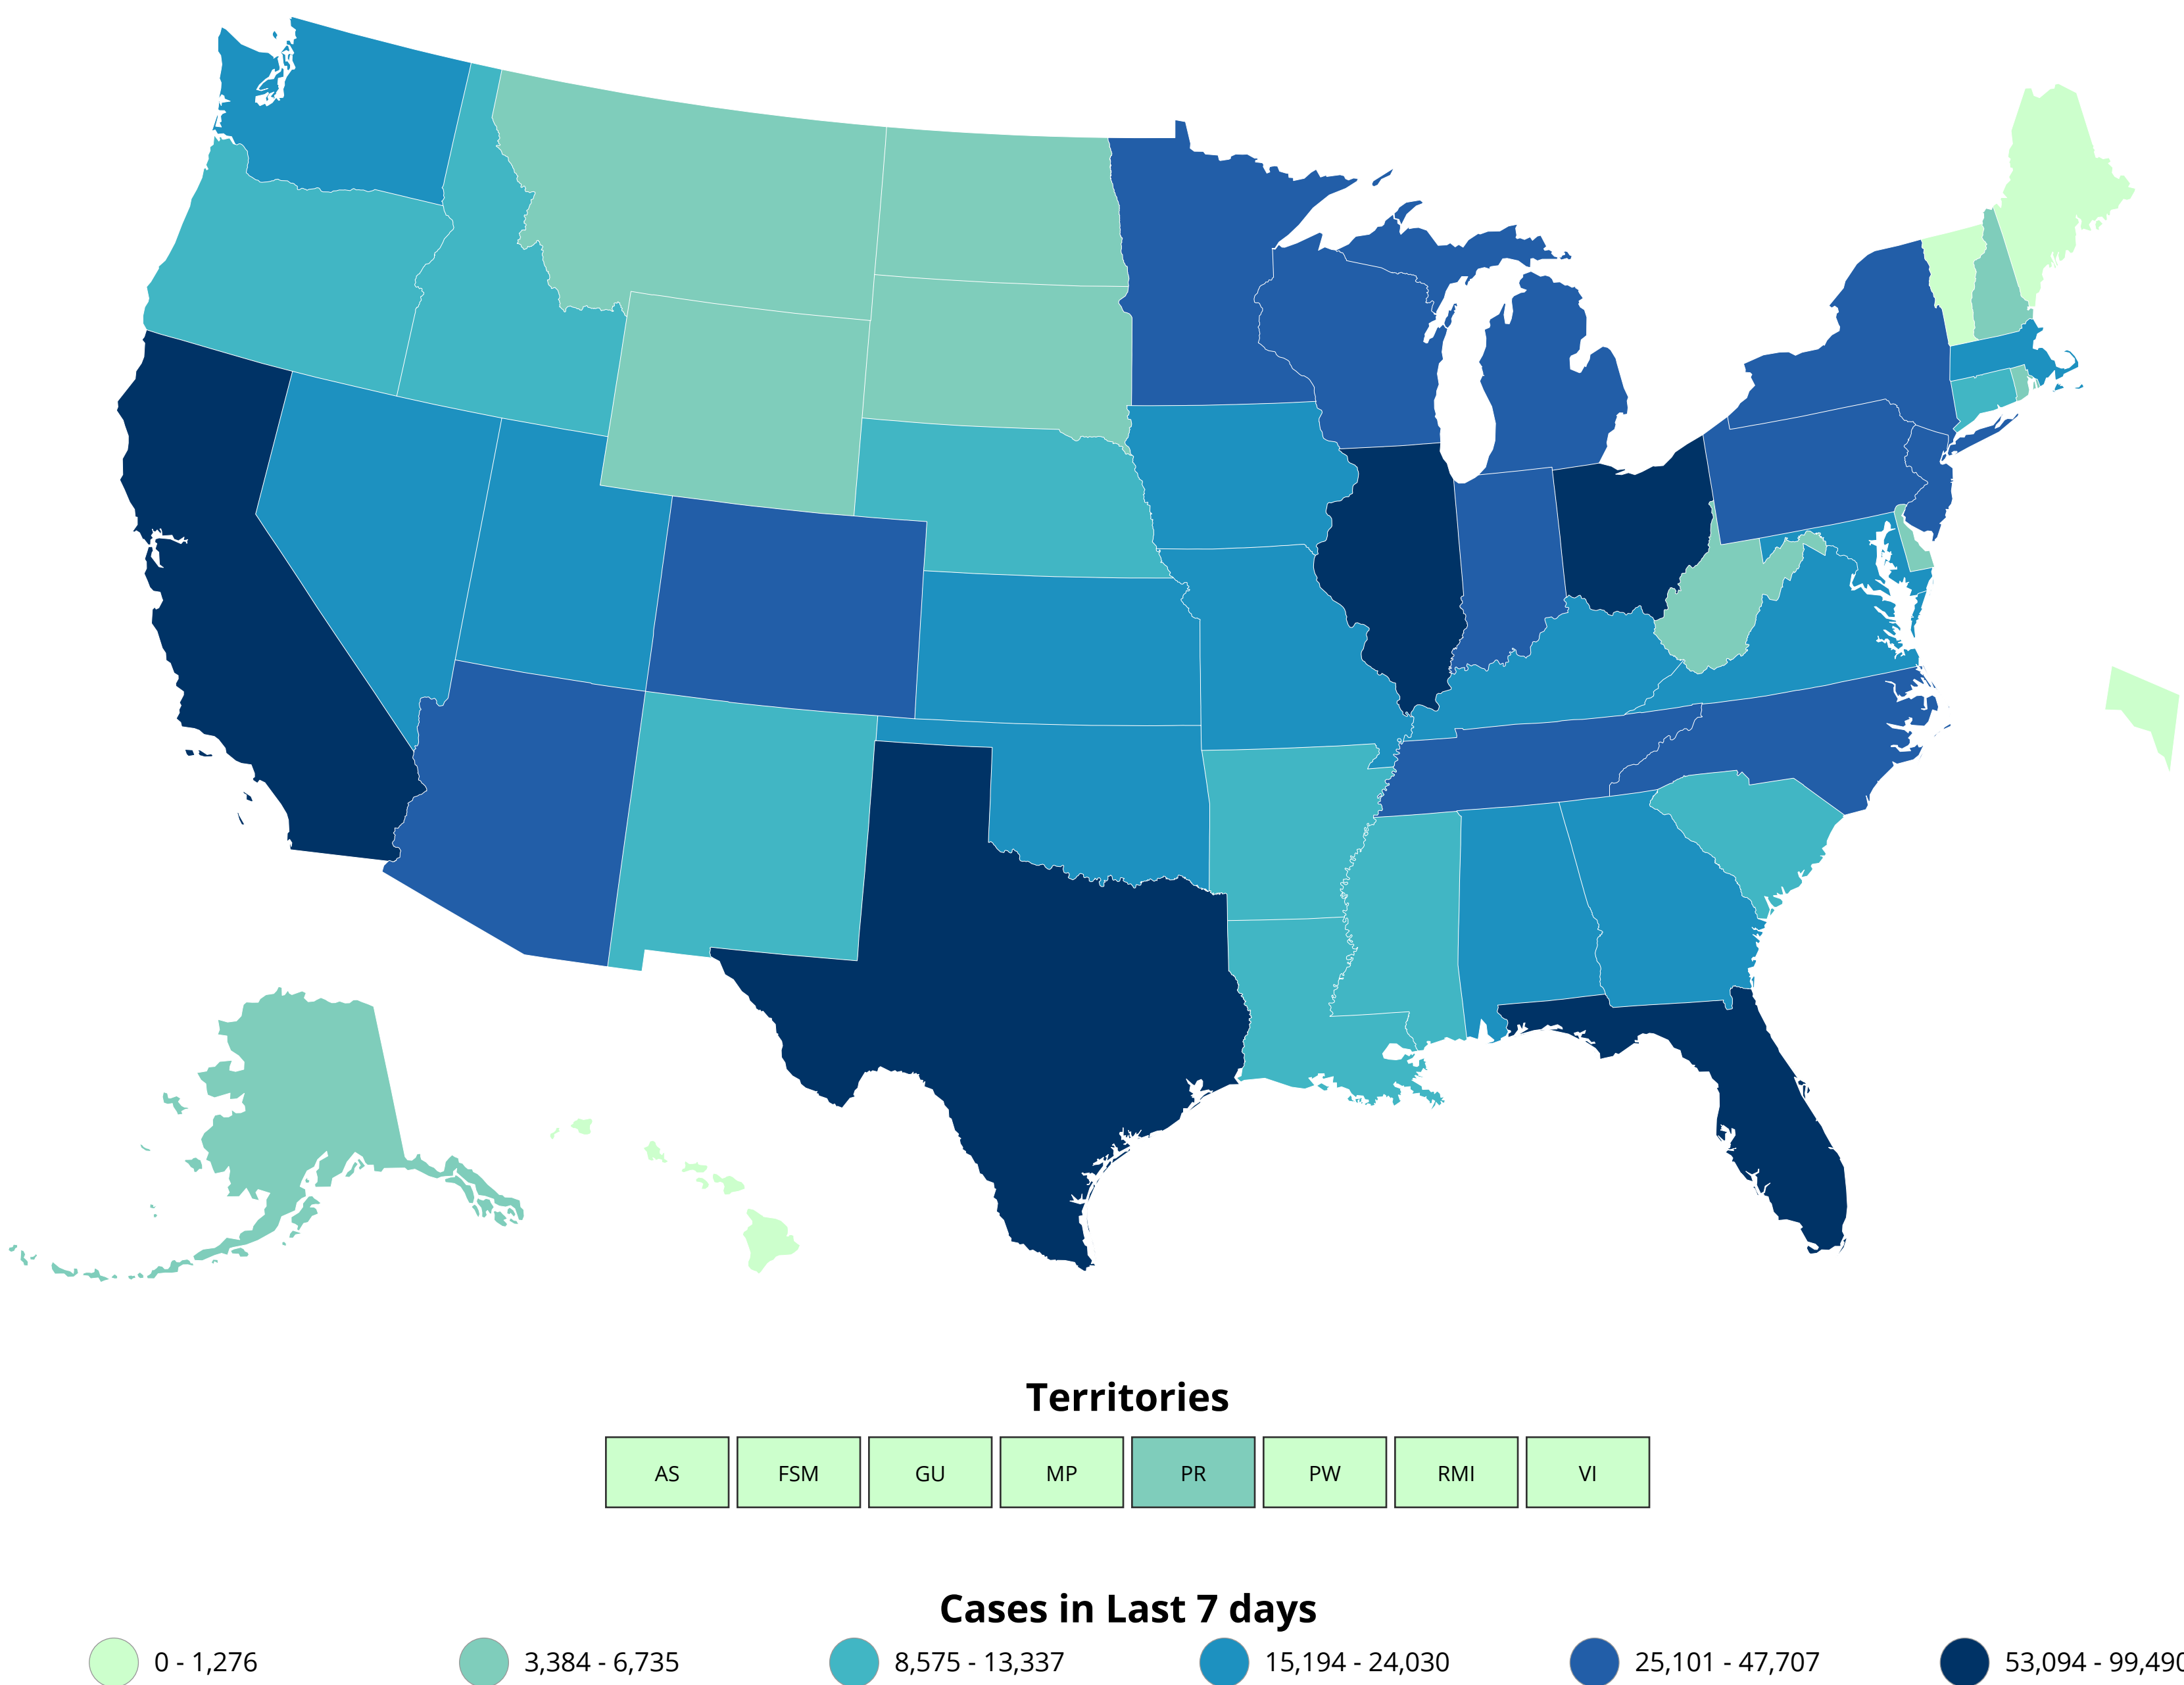 Territories
AS FSM GU MP PR PW RMI VI
Cases in Last 7 days
0 - 1,276 3,384 - 6,735 8,575 - 13,337 15,194 - 24,030 25,101 - 47,707 53,094 - 99,490